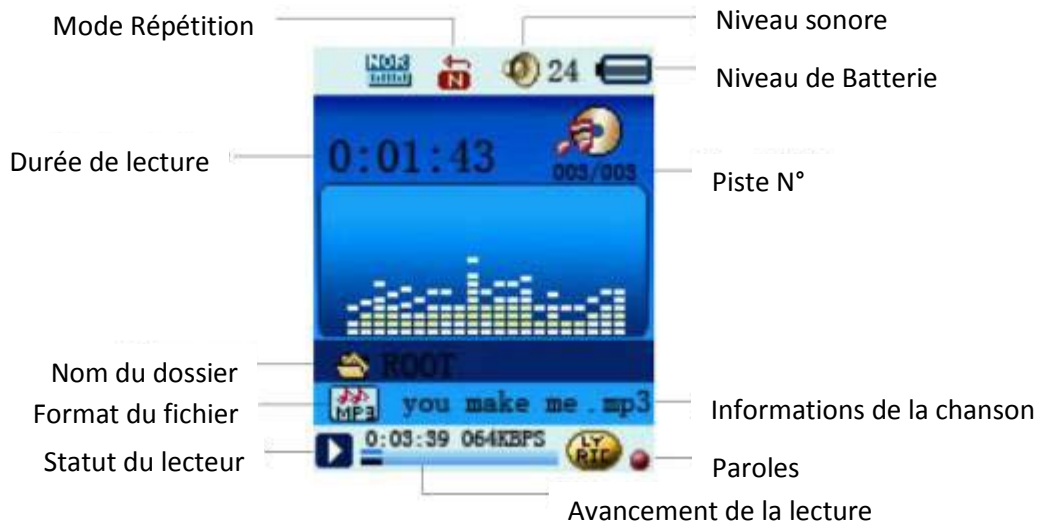 Mode Répétition
Niveau sonore
NOR
N
24
Niveau de Batterie
Durée de lecture
0:01:43
003/003
Piste N°
Nom du dossier
ROOT
Format du fichier
MP3
you make me .mp3
Informations de la chanson
Statut du lecteur
0:03:39 064KBPS
LY
RIC
Paroles
Avancement de la lecture